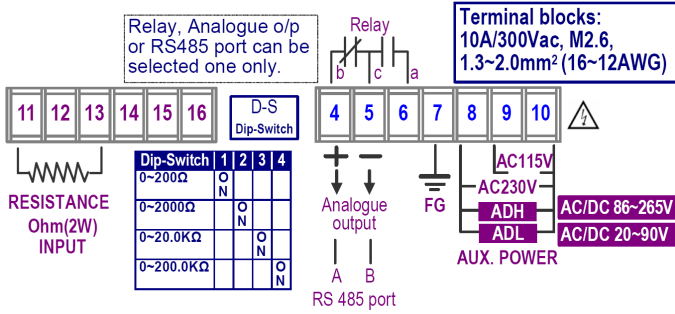 Relay, Analogue o/p
or RS485 port can be
selected one only.
Relay
b c a
Terminal blocks:
10A/300Vac, M2.6,
1.3~2.0mm² (16~12AWG)
11 12 13 14 15 16
D-S
Dip-Switch
4 5 6 7 8 9 10
Dip-Switch 1 2 3 4
0~200Ω ON
0~2000Ω ON
0~20.0KΩ ON
0~200.0KΩ ON
RESISTANCE
Ohm(2W)
INPUT
+ −
Analogue
output
A B
RS 485 port
FG
AC115V
AC230V
ADH AC/DC 86~265V
ADL AC/DC 20~90V
AUX. POWER